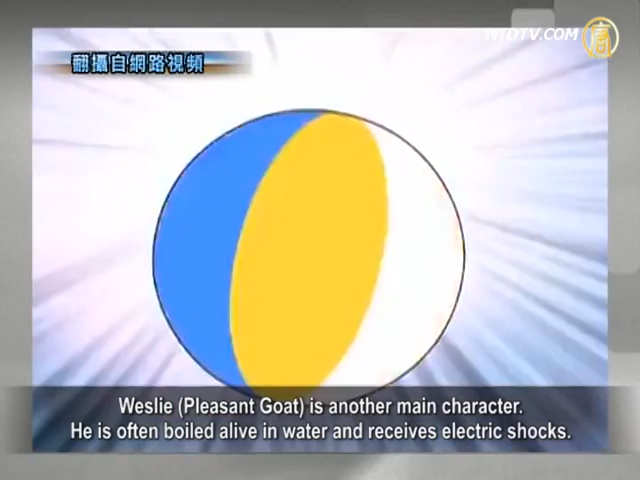 NTDTV.COM
翻攝自網路視頻
Weslie (Pleasant Goat) is another main character.
He is often boiled alive in water and receives electric shocks.